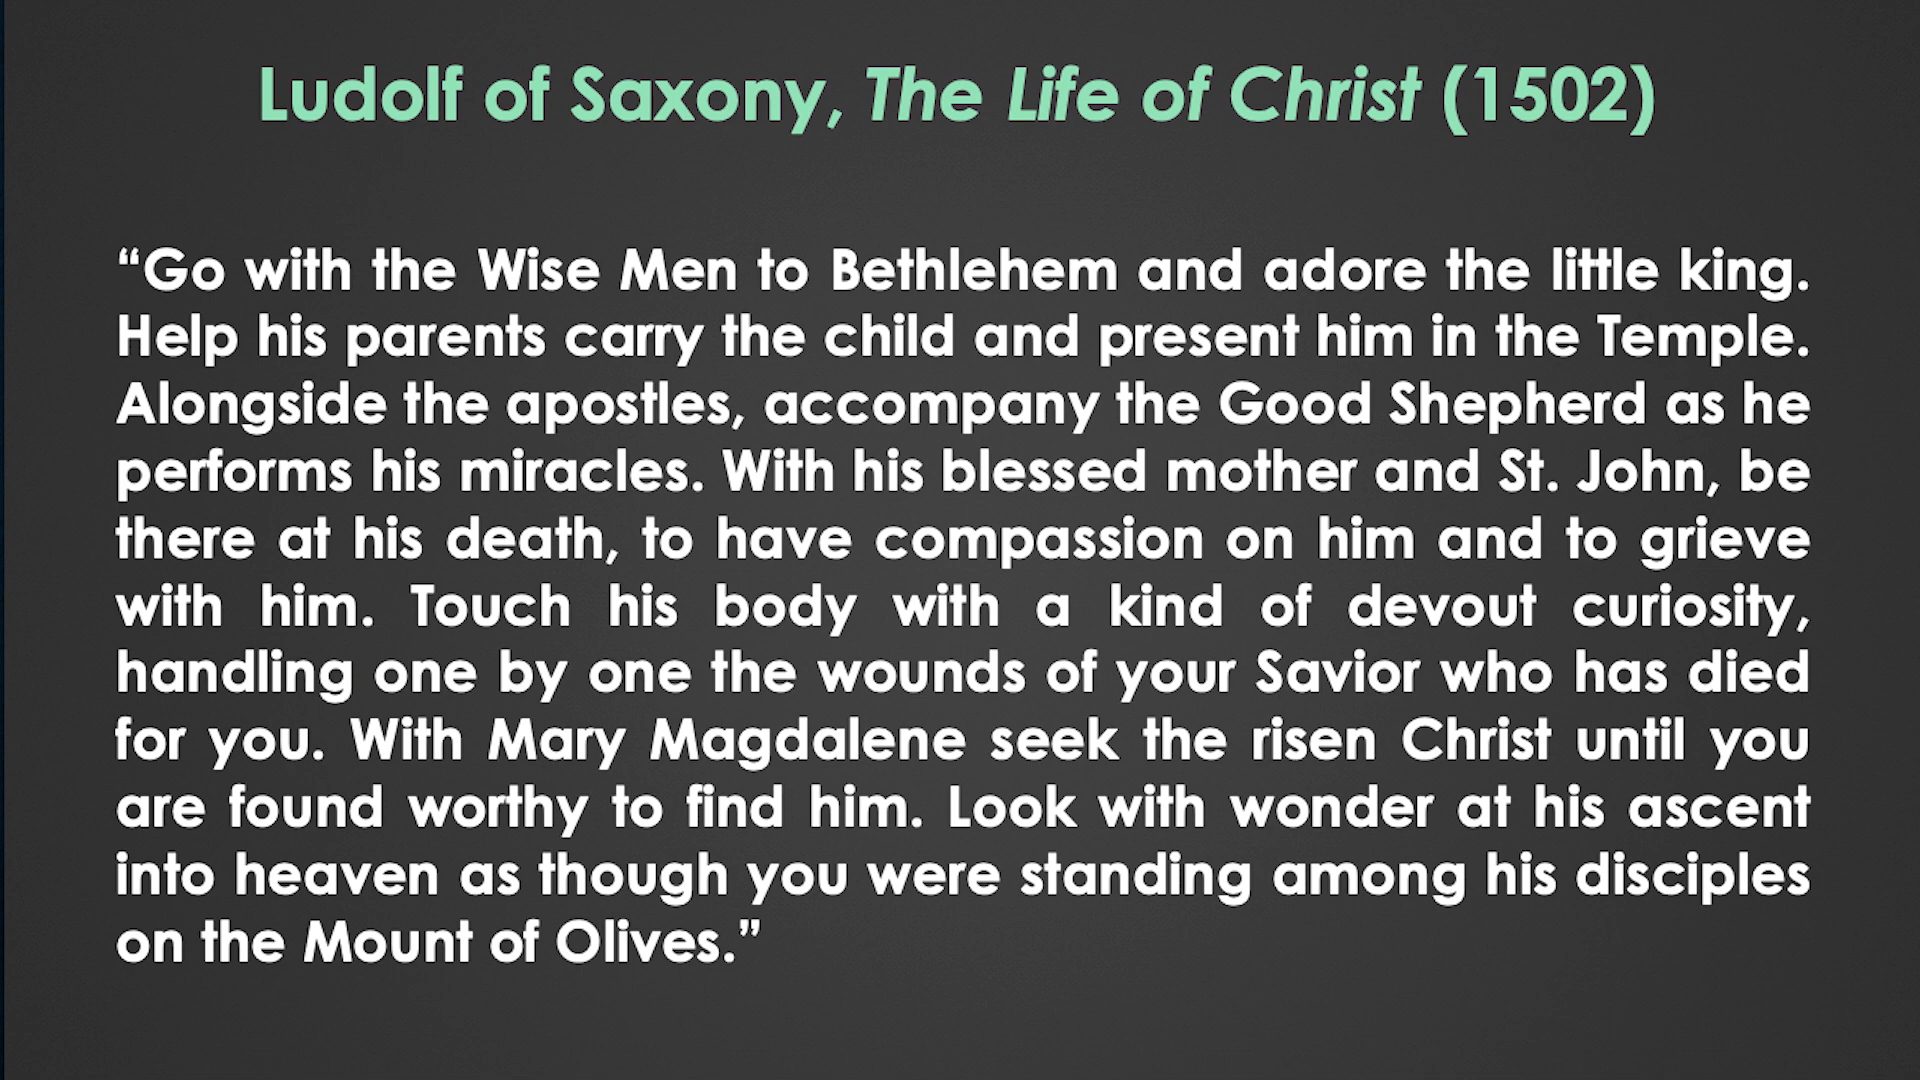 Ludolf of Saxony, The Life of Christ (1502)
“Go with the Wise Men to Bethlehem and adore the little king.
Help his parents carry the child and present him in the Temple.
Alongside the apostles, accompany the Good Shepherd as he
performs his miracles. With his blessed mother and St. John, be
there at his death, to have compassion on him and to grieve
with him. Touch his body with a kind of devout curiosity,
handling one by one the wounds of your Savior who has died
for you. With Mary Magdalene seek the risen Christ until you
are found worthy to find him. Look with wonder at his ascent
into heaven as though you were standing among his disciples
on the Mount of Olives.”